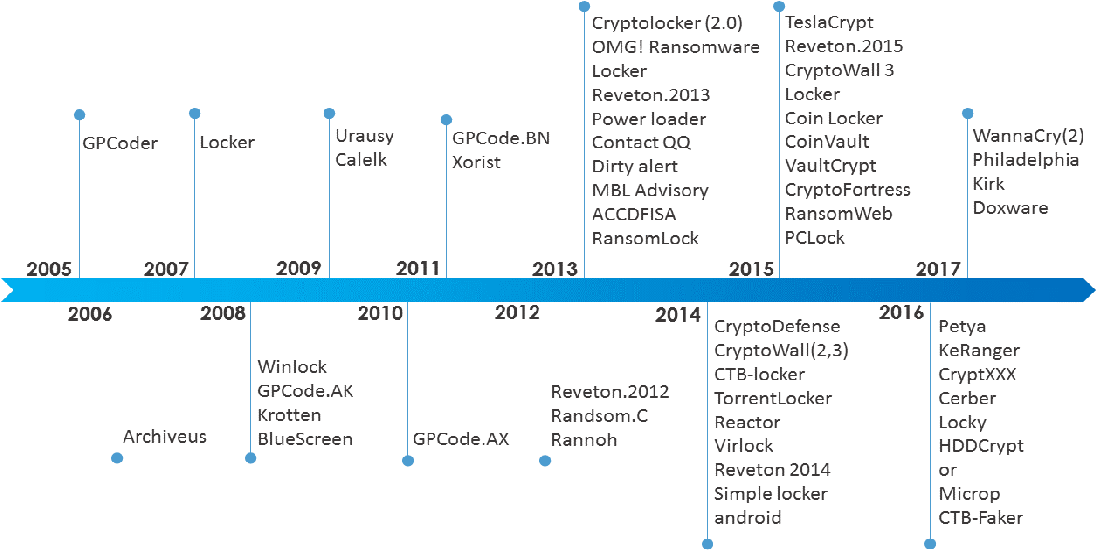 Cryptolocker (2.0)
OMG! Ransomware
Locker
Reveton.2013
Power loader
Contact QQ
Dirty alert
MBL Advisory
ACCDFISA
RansomLock
TeslaCrypt
Reveton.2015
CryptoWall 3
Locker
Coin Locker
CoinVault
VaultCrypt
CryptoFortress
RansomWeb
PCLock
GPCoder
Locker
Urausy
Calelk
GPCode.BN
Xorist
WannaCry(2)
Philadelphia
Kirk
Doxware
2005
2007
2009
2011
2013
2015
2017
2006
2008
2010
2012
2014
2016
Archiveus
Winlock
GPCode.AK
Krotten
BlueScreen
GPCode.AX
Reveton.2012
Randsom.C
Rannoh
CryptoDefense
CryptoWall(2,3)
CTB-locker
TorrentLocker
Reactor
Virlock
Reveton 2014
Simple locker
android
Petya
KeRanger
CryptXXX
Cerber
Locky
HDDCrypt
or
Microp
CTB-Faker